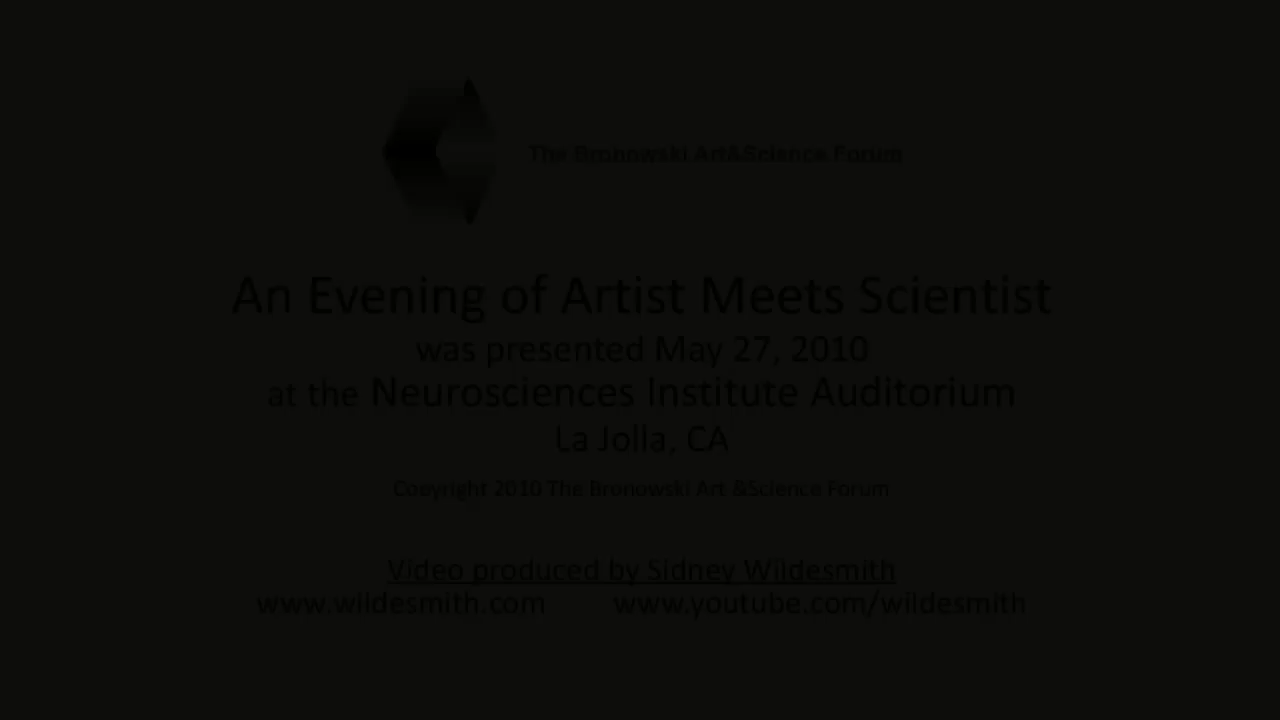 The Bronowski Art&Science Forum
An Evening of Artist Meets Scientist
was presented May 27, 2010
at the Neurosciences Institute Auditorium
La Jolla, CA
Copyright 2010 The Bronowski Art &Science Forum
Video produced by Sidney Wildesmith
www.wildesmith.com www.youtube.com/wildesmith